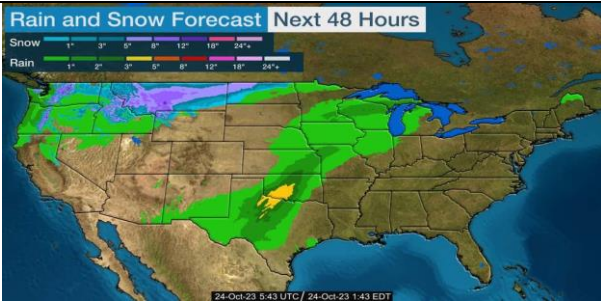 Rain and Snow Forecast Next 48 Hours
Snow 1" 3" 5" 8" 12" 18" 24"+
Rain 1" 2" 3" 5" 8" 12" 18" 24"+
24-Oct-23 5:43 UTC/ 24-Oct-23 1:43 EDT